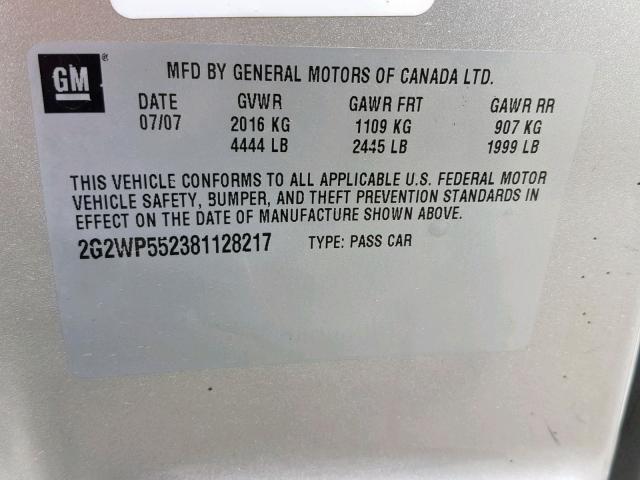 GM ®
MFD BY GENERAL MOTORS OF CANADA LTD.
DATE GVWR GAWR FRT GAWR RR
07/07 2016 KG 1109 KG 907 KG
4444 LB 2445 LB 1999 LB
THIS VEHICLE CONFORMS TO ALL APPLICABLE U.S. FEDERAL MOTOR
VEHICLE SAFETY, BUMPER, AND THEFT PREVENTION STANDARDS IN
EFFECT ON THE DATE OF MANUFACTURE SHOWN ABOVE.
2G2WP552381128217 TYPE: PASS CAR